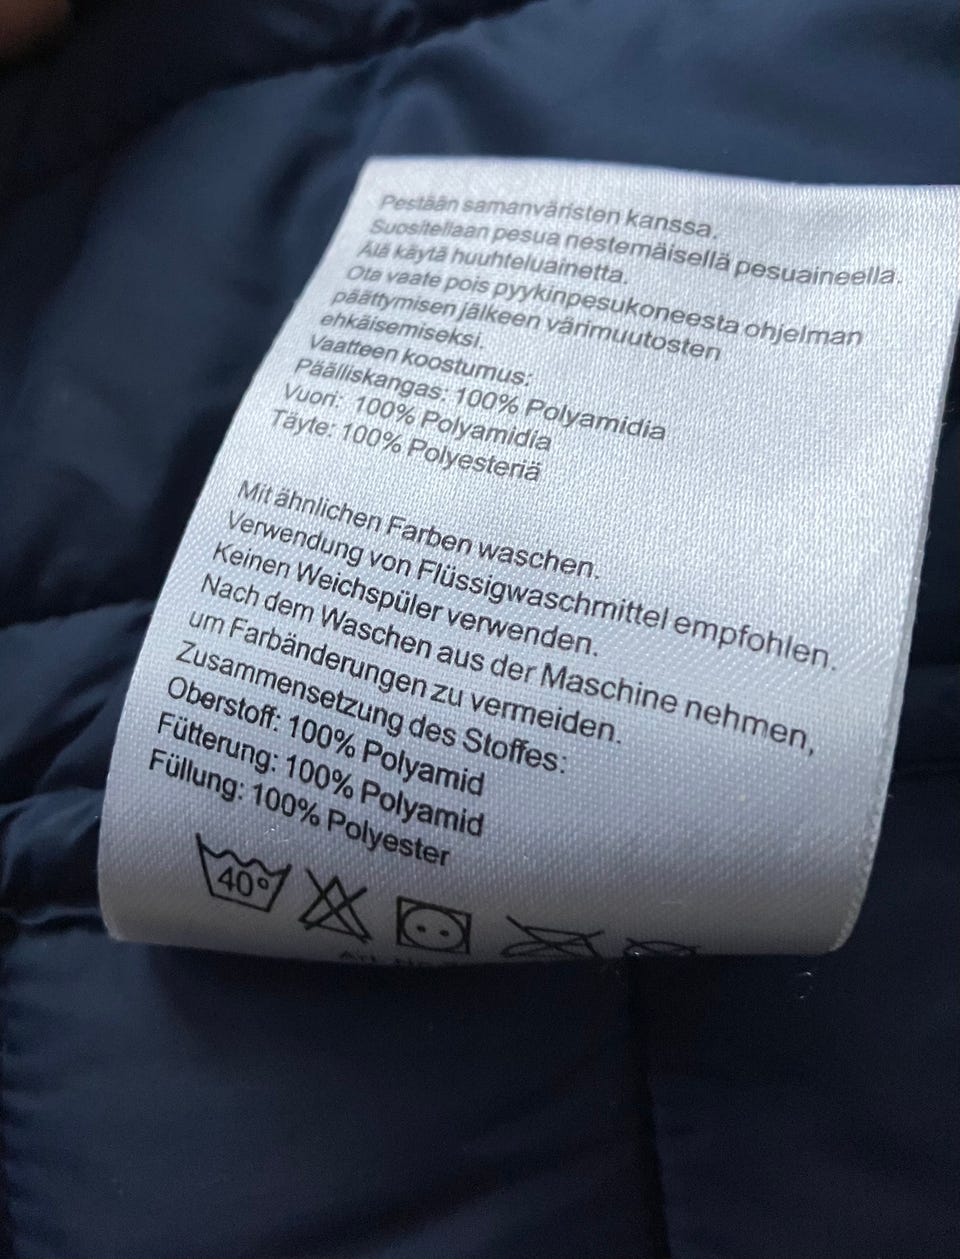 Pestään samanväristen kanssa.
Suositellaan pesua nestemäisellä pesuaineella.
Älä käytä huuhteluainetta.
Ota vaate pois pyykinpesukoneesta ohjelman
päättymisen jälkeen värimuutosten
ehkäisemiseksi.
Vaatteen koostumus:
Päälliskangas: 100% Polyamidia
Vuori: 100% Polyamidia
Täyte: 100% Polyesteriä
Mit ähnlichen Farben waschen.
Verwendung von Flüssigwaschmittel empfohlen.
Keinen Weichspüler verwenden.
Nach dem Waschen aus der Maschine nehmen,
um Farbänderungen zu vermeiden.
Zusammensetzung des Stoffes:
Oberstoff: 100% Polyamid
Fütterung: 100% Polyamid
Füllung: 100% Polyester
40°